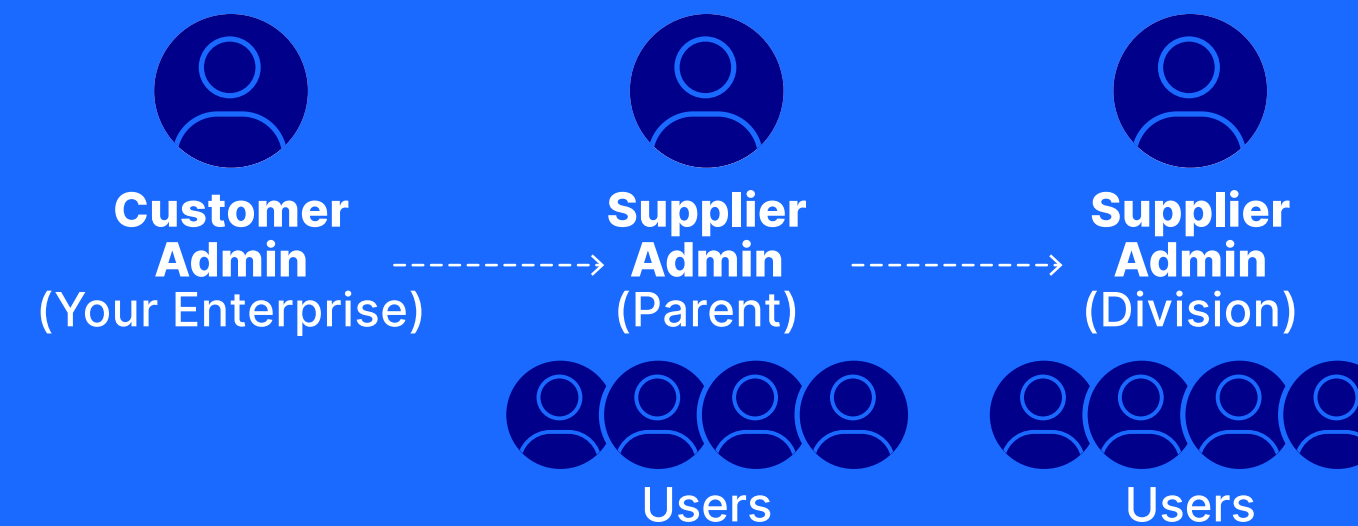 Customer
Admin
(Your Enterprise)
Supplier
Admin
(Parent)
Users
Supplier
Admin
(Division)
Users